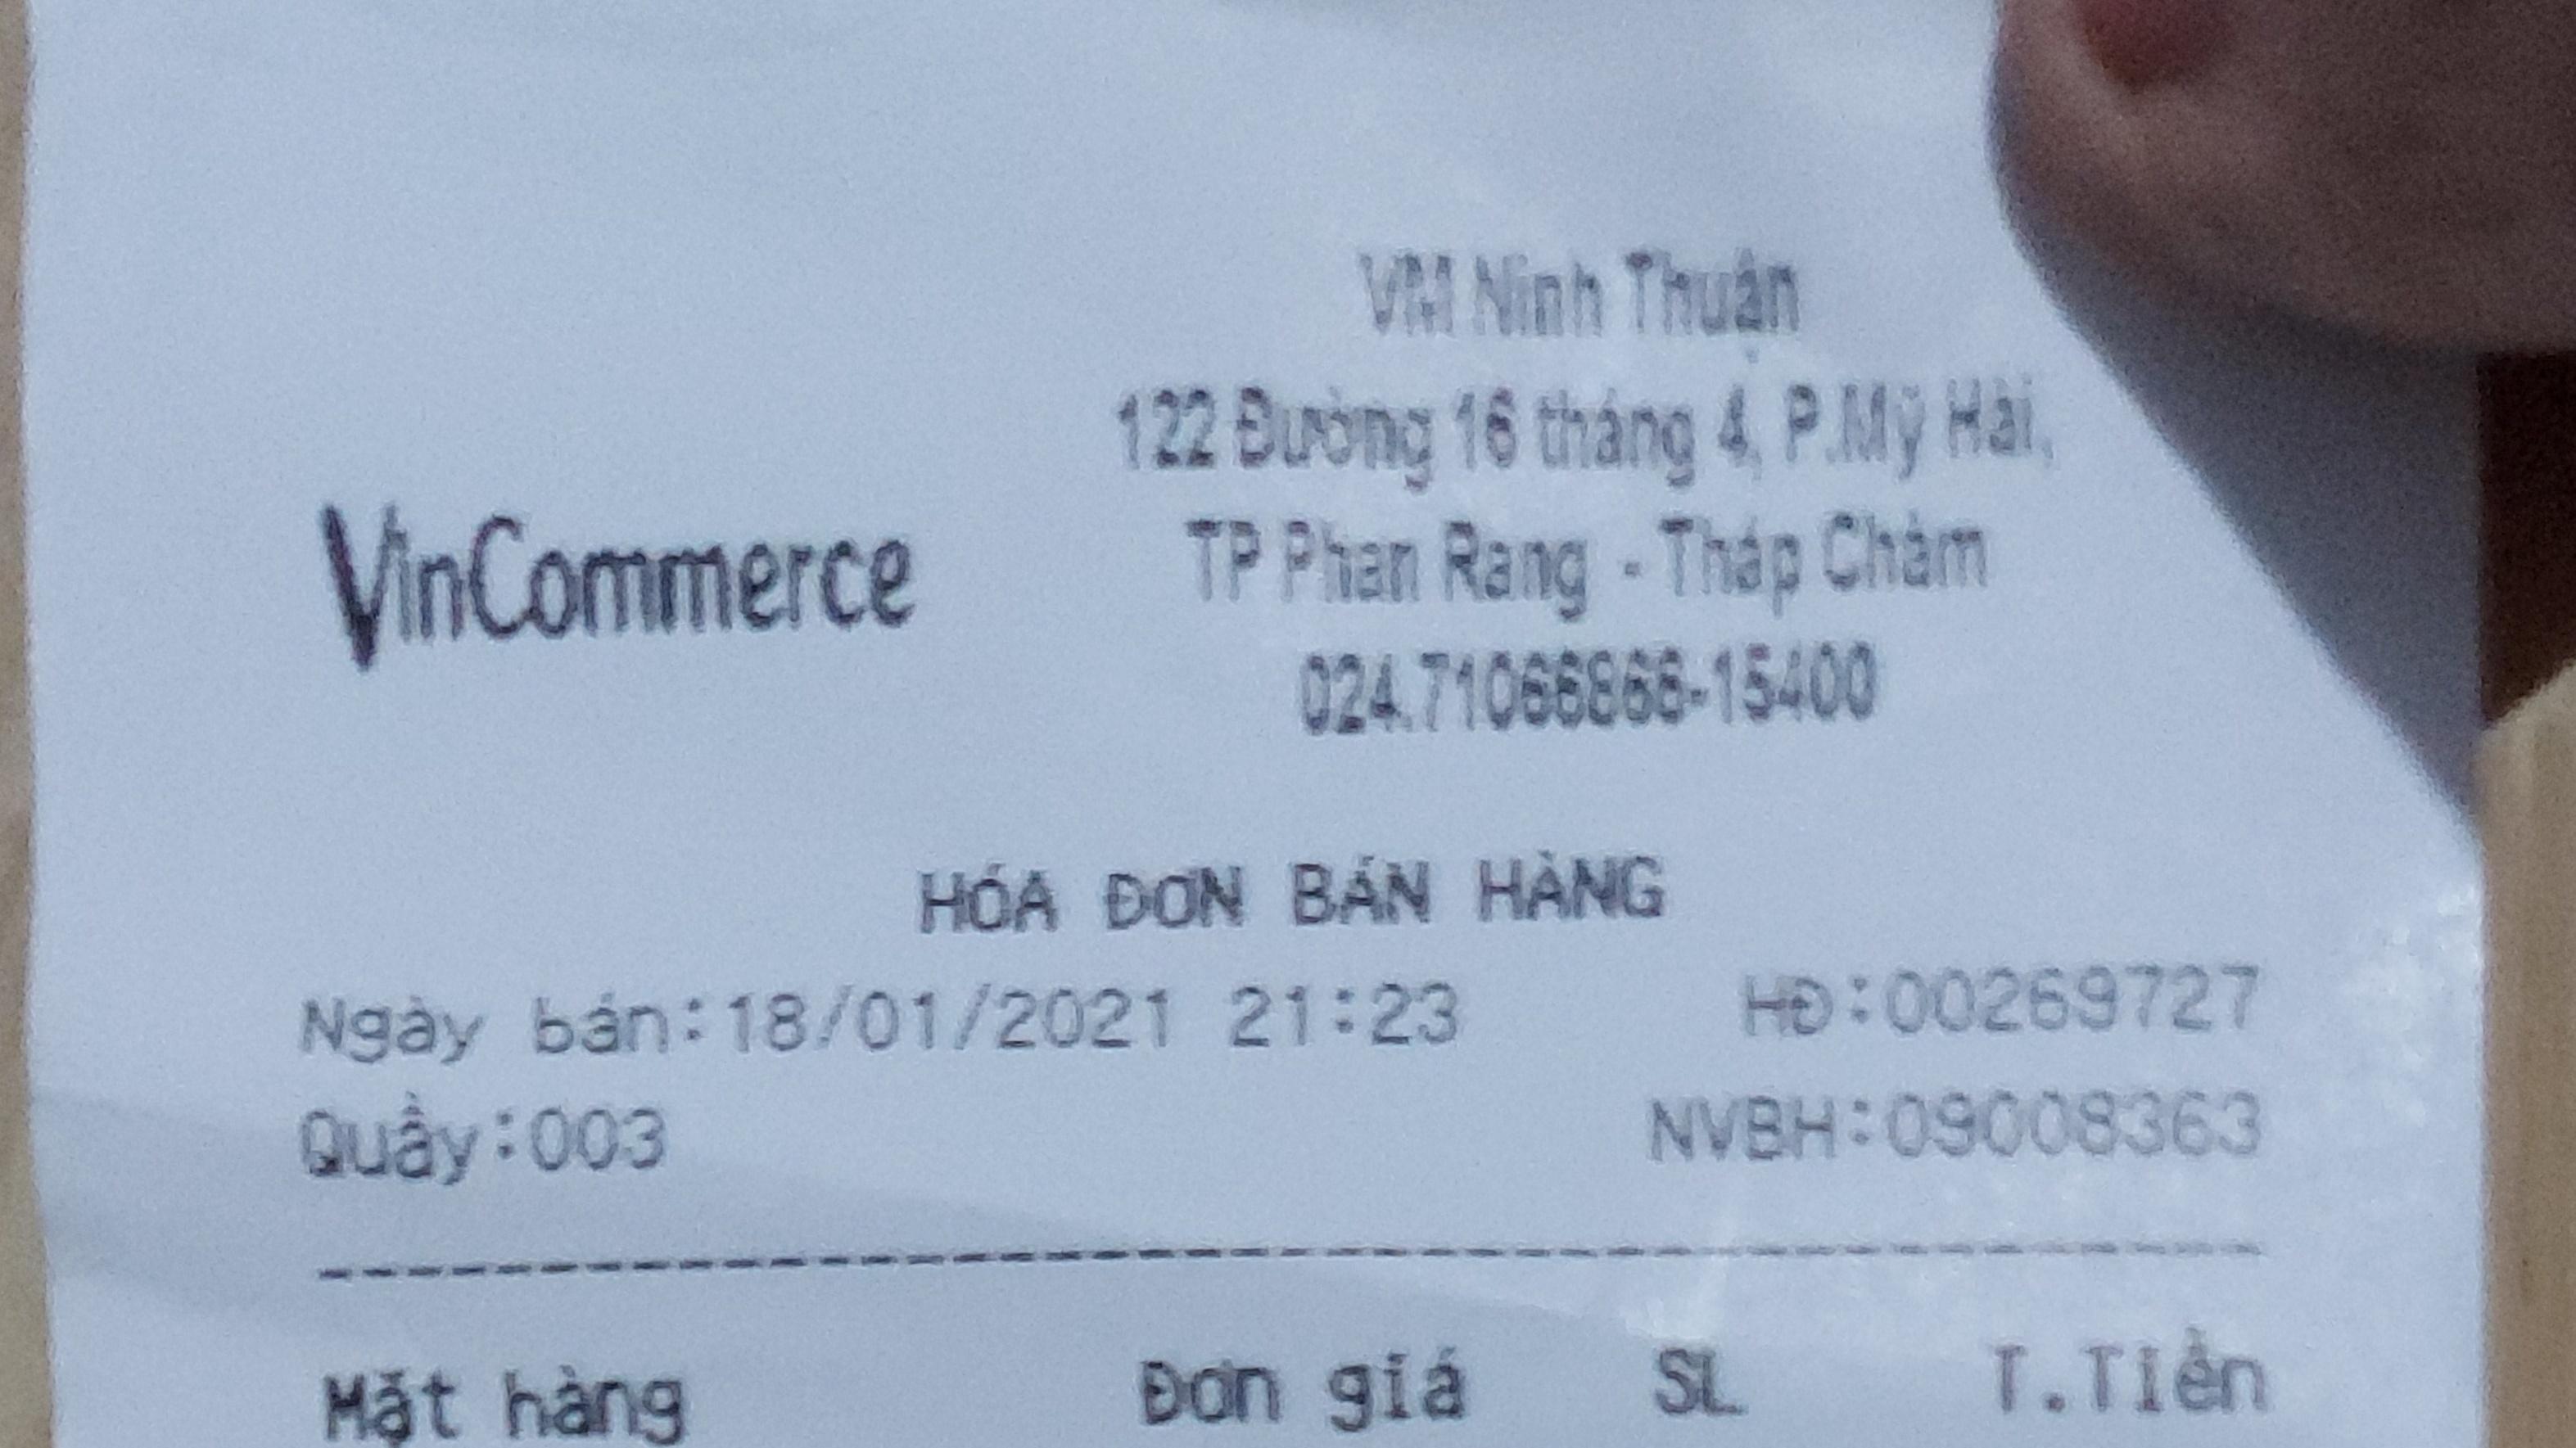 VM Ninh Thuận
122 Đường 16 tháng 4, P.Mỹ Hải,
TP Phan Rang - Tháp Chàm
024.71066866-15400
VinCommerce
HÓA ĐƠN BÁN HÀNG
Ngày bán:18/01/2021 21:23 HĐ:00269727
Quầy:003 NVBH:09008363
Mặt hàng Đơn giá SL T.Tiền